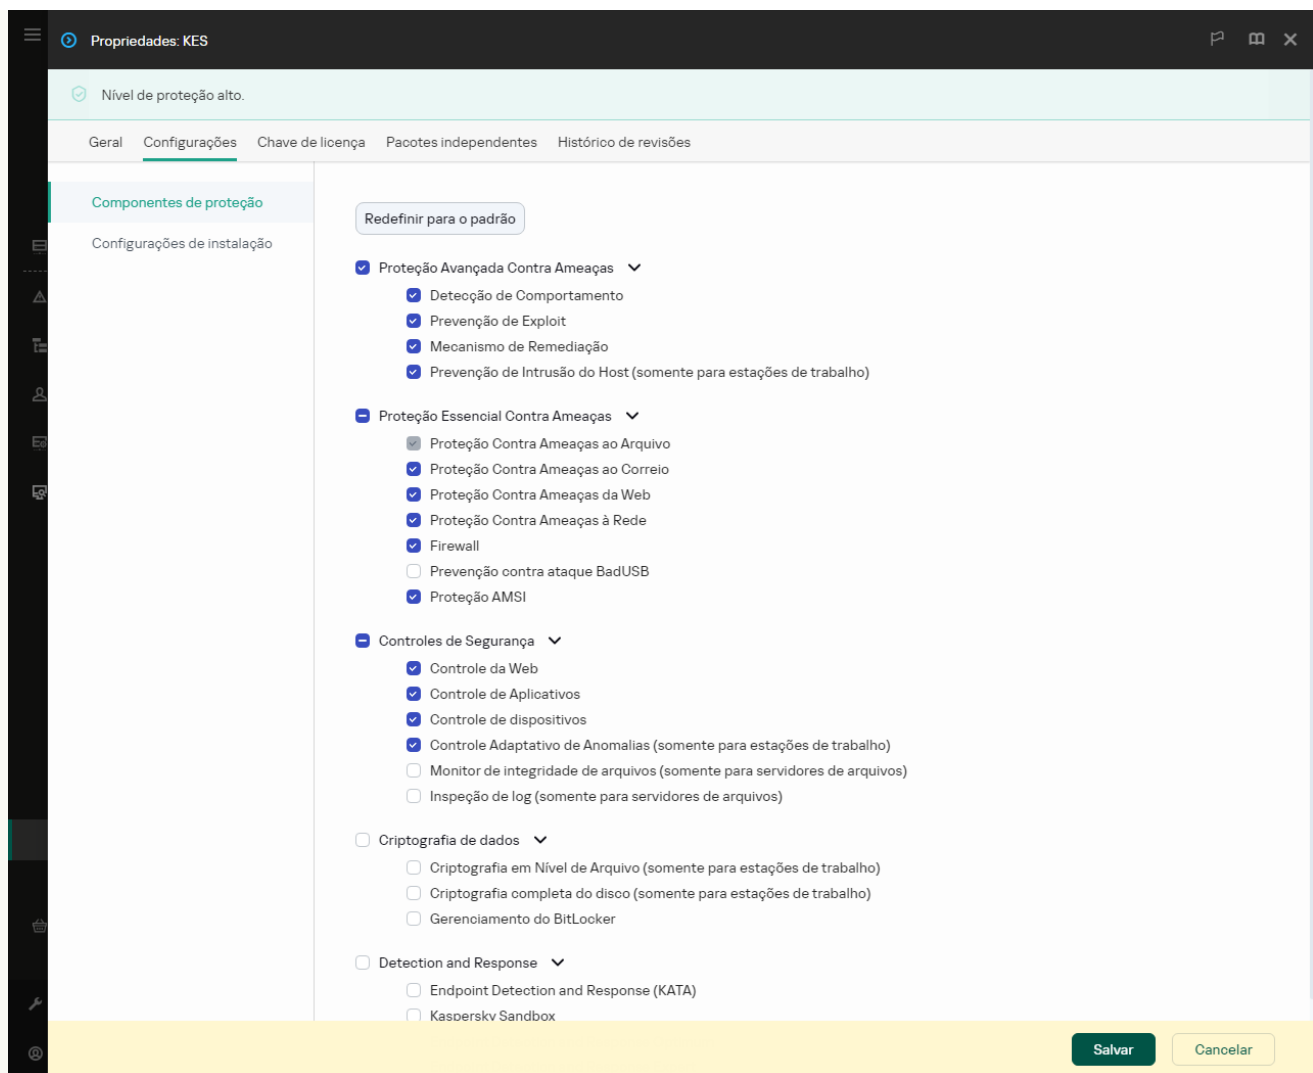 Propriedades: KES
Nível de proteção alto.
Geral Configurações Chave de licença Pacotes independentes Histórico de revisões
Componentes de proteção
Configurações de instalação
Redefinir para o padrão
Proteção Avançada Contra Ameaças
Detecção de Comportamento
Prevenção de Exploit
Mecanismo de Remediação
Prevenção de Intrusão do Host (somente para estações de trabalho)
Proteção Essencial Contra Ameaças
Proteção Contra Ameaças ao Arquivo
Proteção Contra Ameaças ao Correio
Proteção Contra Ameaças da Web
Proteção Contra Ameaças à Rede
Firewall
Prevenção contra ataque BadUSB
Proteção AMSI
Controles de Segurança
Controle da Web
Controle de Aplicativos
Controle de dispositivos
Controle Adaptativo de Anomalias (somente para estações de trabalho)
Monitor de integridade de arquivos (somente para servidores de arquivos)
Inspeção de log (somente para servidores de arquivos)
Criptografia de dados
Criptografia em Nível de Arquivo (somente para estações de trabalho)
Criptografia completa do disco (somente para estações de trabalho)
Gerenciamento do BitLocker
Detection and Response
Endpoint Detection and Response (KATA)
Kaspersky Sandbox
Salvar Cancelar